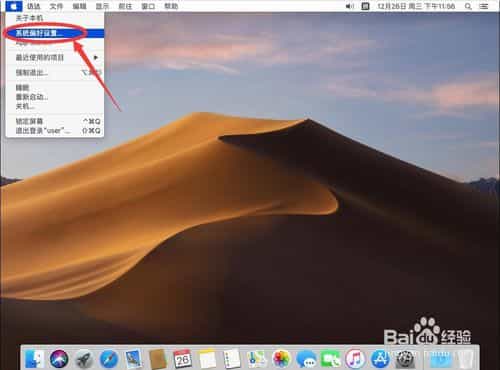 访达 文件 编辑 显示 前往 窗口 帮助 12月26日 周三 下午11:56
关于本机
系统偏好设置...
App Store...
最近使用的项目
强制退出... ⌥⌘⎋
睡眠
重新启动...
关机...
锁定屏幕 ^⌘Q
退出登录"user"... ⇧⌘Q
26
Bai 经验